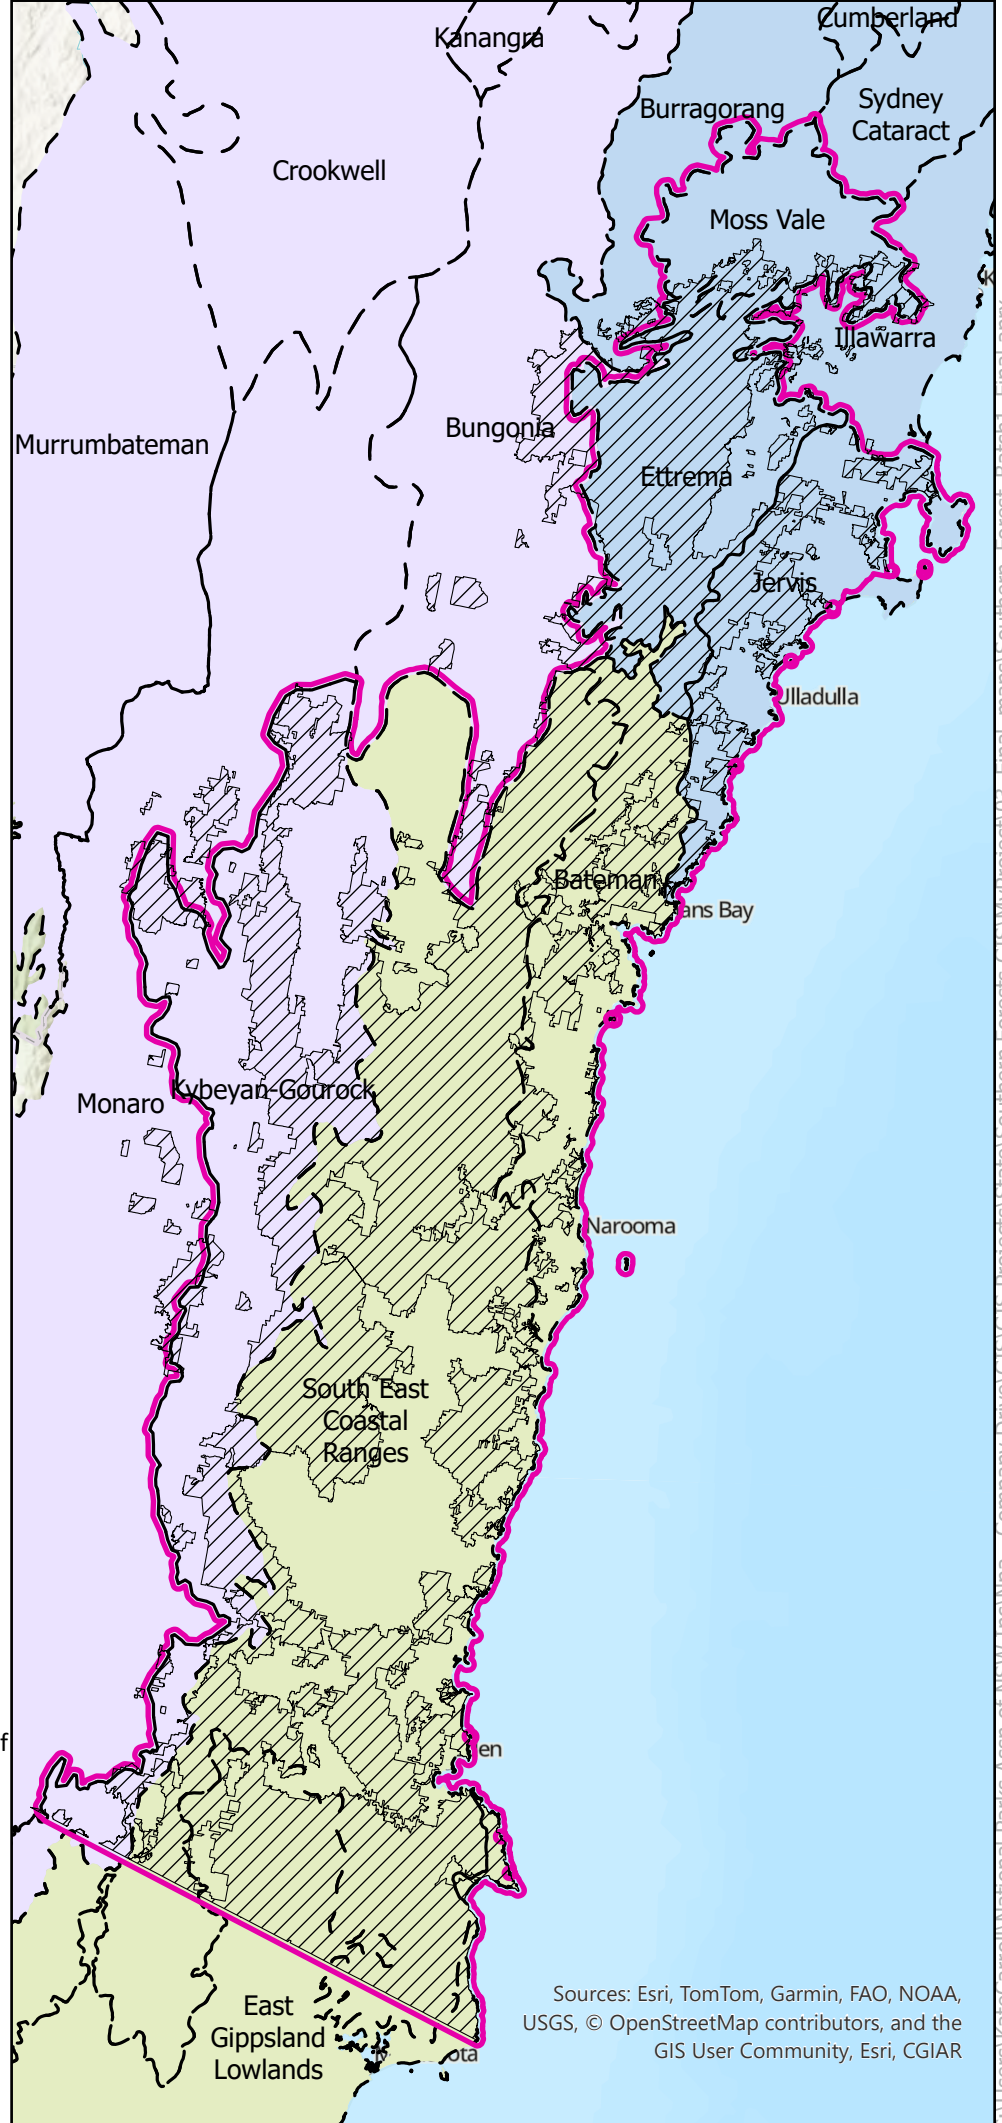 Cumberland
Kanangra
Burragorang
Sydney
Cataract
Crookwell
Moss Vale
Illawarra
Bungonia
Murrumbateman
Ettrema
Jervis
Ulladulla
Bateman
ans Bay
Kybeyan-Gourock
Monaro
Narooma
South East
Coastal
Ranges
f
en
East
Gippsland
Lowlands
ota
Sources: Esri, TomTom, Garmin, FAO, NOAA,
USGS, © OpenStreetMap contributors, and the
GIS User Community, Esri, CGIAR